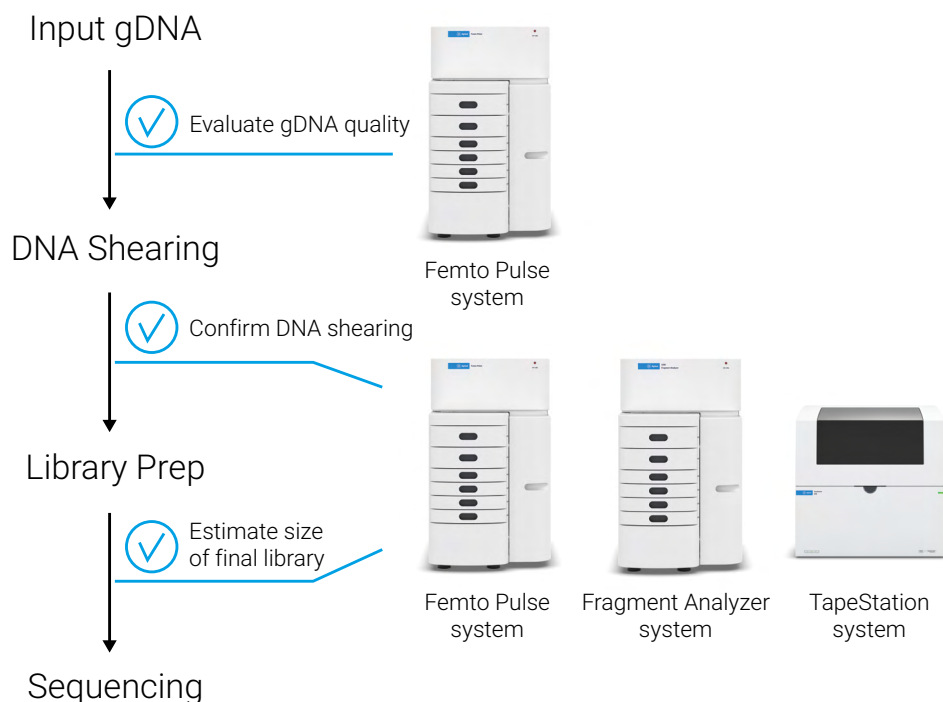 Input gDNA
Evaluate gDNA quality
Femto Pulse
system
DNA Shearing
Confirm DNA shearing
Library Prep
Estimate size
of final library
Femto Pulse
system
Fragment Analyzer
system
TapeStation
system
Sequencing